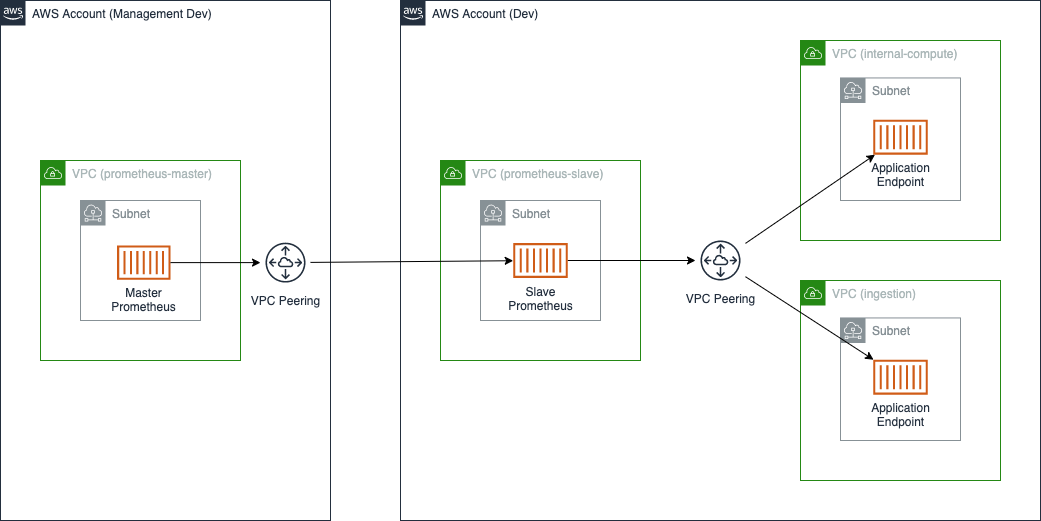 aws
AWS Account (Management Dev)
VPC (prometheus-master)
Subnet
Master
Prometheus
VPC Peering
aws
AWS Account (Dev)
VPC (prometheus-slave)
Subnet
Slave
Prometheus
VPC Peering
VPC (internal-compute)
Subnet
Application
Endpoint
VPC (ingestion)
Subnet
Application
Endpoint